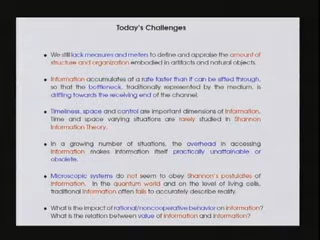 Today's Challenges
• We still lack measures and meters to define and appraise the amount of
structure and organization embodied in artifacts and natural objects.
• Information accumulates at a rate faster than it can be sifted through,
so that the bottleneck, traditionally represented by the medium, is
drifting towards the receiving end of the channel.
• Timeliness, space and control are important dimensions of Information.
Time and space varying situations are rarely studied in Shannon
Information Theory.
• In a growing number of situations, the overhead in accessing
Information makes information itself practically unattainable or
obsolete.
• Microscopic systems do not seem to obey Shannon's postulates of
Information. In the quantum world and on the level of living cells,
traditional Information often fails to accurately describe reality.
• What is the impact of rational/noncooperative behavior on information?
What is the relation between value of information and information?